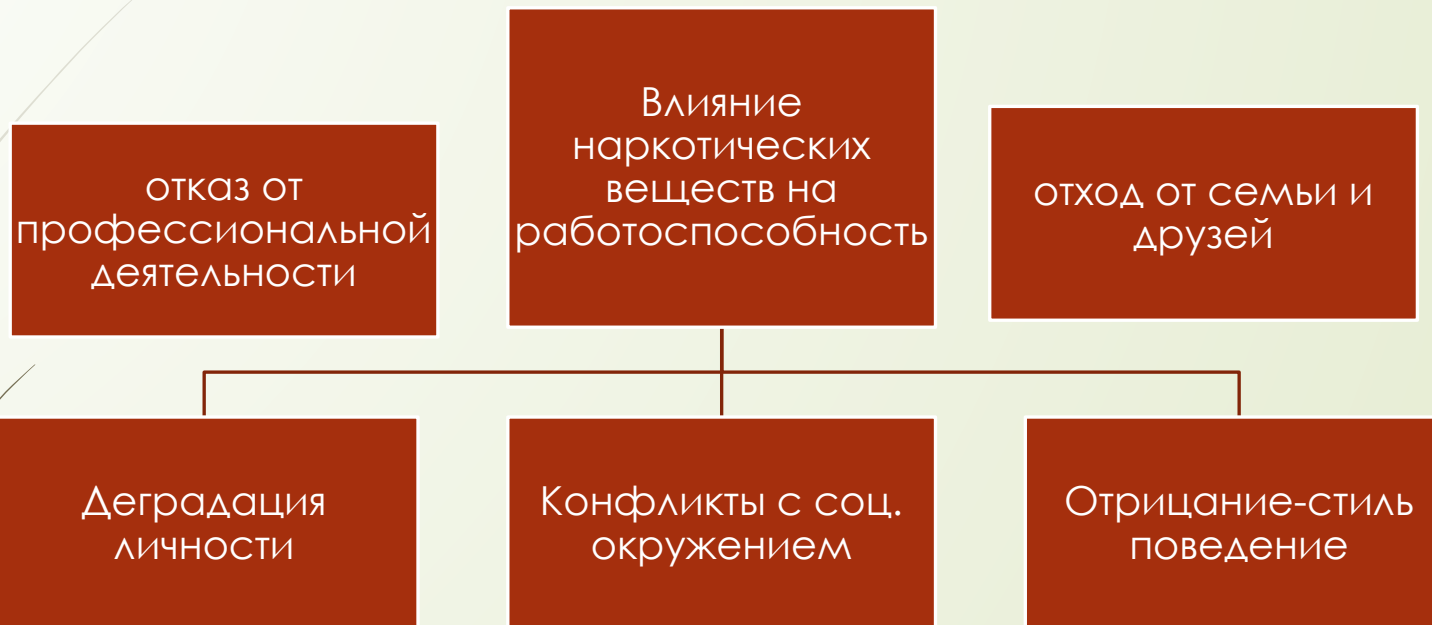 Влияние
наркотических
веществ на
работоспособность
отказ от
профессиональной
деятельности
отход от семьи и
друзей
Деградация
личности
Конфликты с соц.
окружением
Отрицание-стиль
поведение